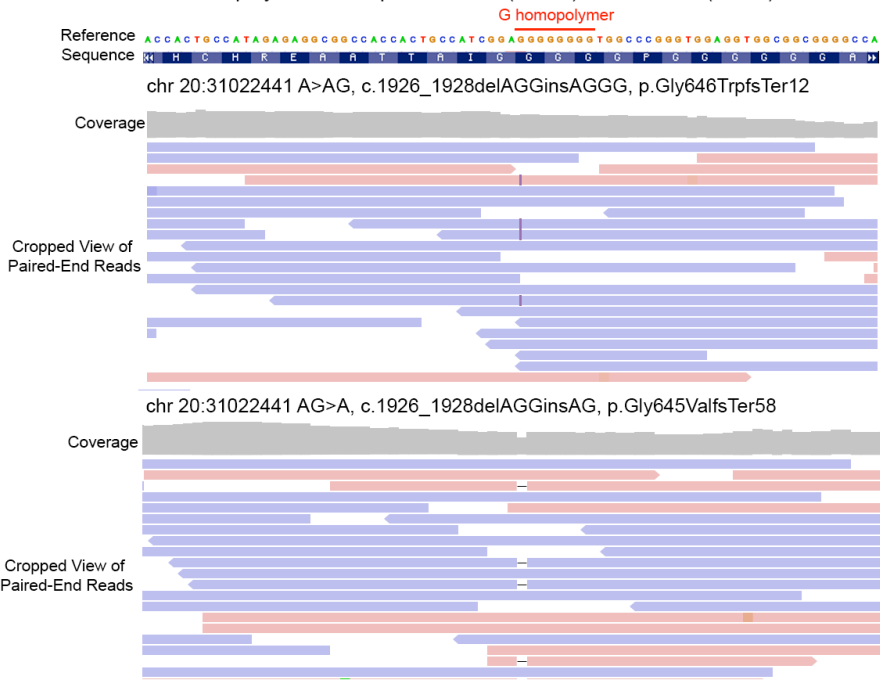 G homopolymer
Reference ACCACTGCCATAGAGAGGCGGCCACCACTGCCATCGGAGGGGGGGGTGGCCCGGGTGGAGGTGGCGGCGGGGCCA
Sequence H C H R E A A T T A I G G G G G P G G G G G G A
chr 20:31022441 A>AG, c.1926_1928delAGGinsAGGG, p.Gly646TrpfsTer12
Coverage
Cropped View of
Paired-End Reads
chr 20:31022441 AG>A, c.1926_1928delAGGinsAG, p.Gly645ValfsTer58
Coverage
Cropped View of
Paired-End Reads